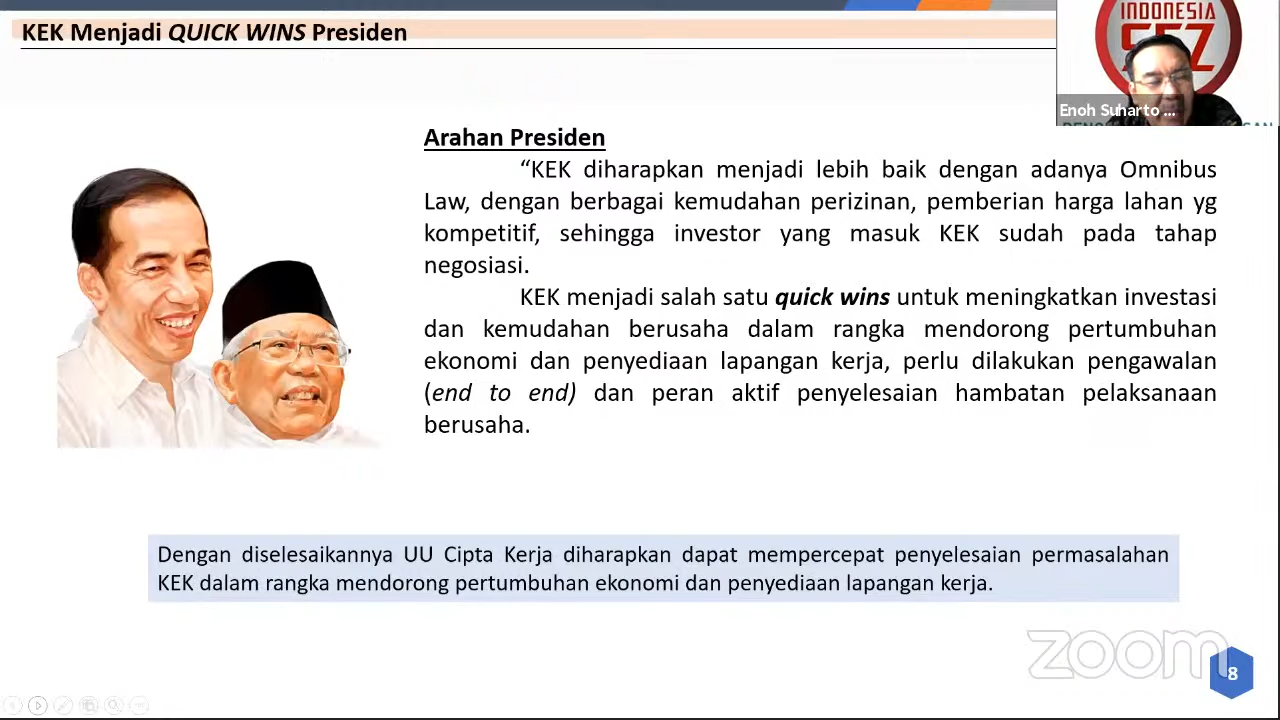 KEK Menjadi QUICK WINS Presiden
INDONESIA
SEZ
Enoh Suharto ...
Arahan Presiden
“KEK diharapkan menjadi lebih baik dengan adanya Omnibus
Law, dengan berbagai kemudahan perizinan, pemberian harga lahan yg
kompetitif, sehingga investor yang masuk KEK sudah pada tahap
negosiasi.
KEK menjadi salah satu quick wins untuk meningkatkan investasi
dan kemudahan berusaha dalam rangka mendorong pertumbuhan
ekonomi dan penyediaan lapangan kerja, perlu dilakukan pengawalan
(end to end) dan peran aktif penyelesaian hambatan pelaksanaan
berusaha.
Dengan diselesaikannya UU Cipta Kerja diharapkan dapat mempercepat penyelesaian permasalahan
KEK dalam rangka mendorong pertumbuhan ekonomi dan penyediaan lapangan kerja.
zoom
8